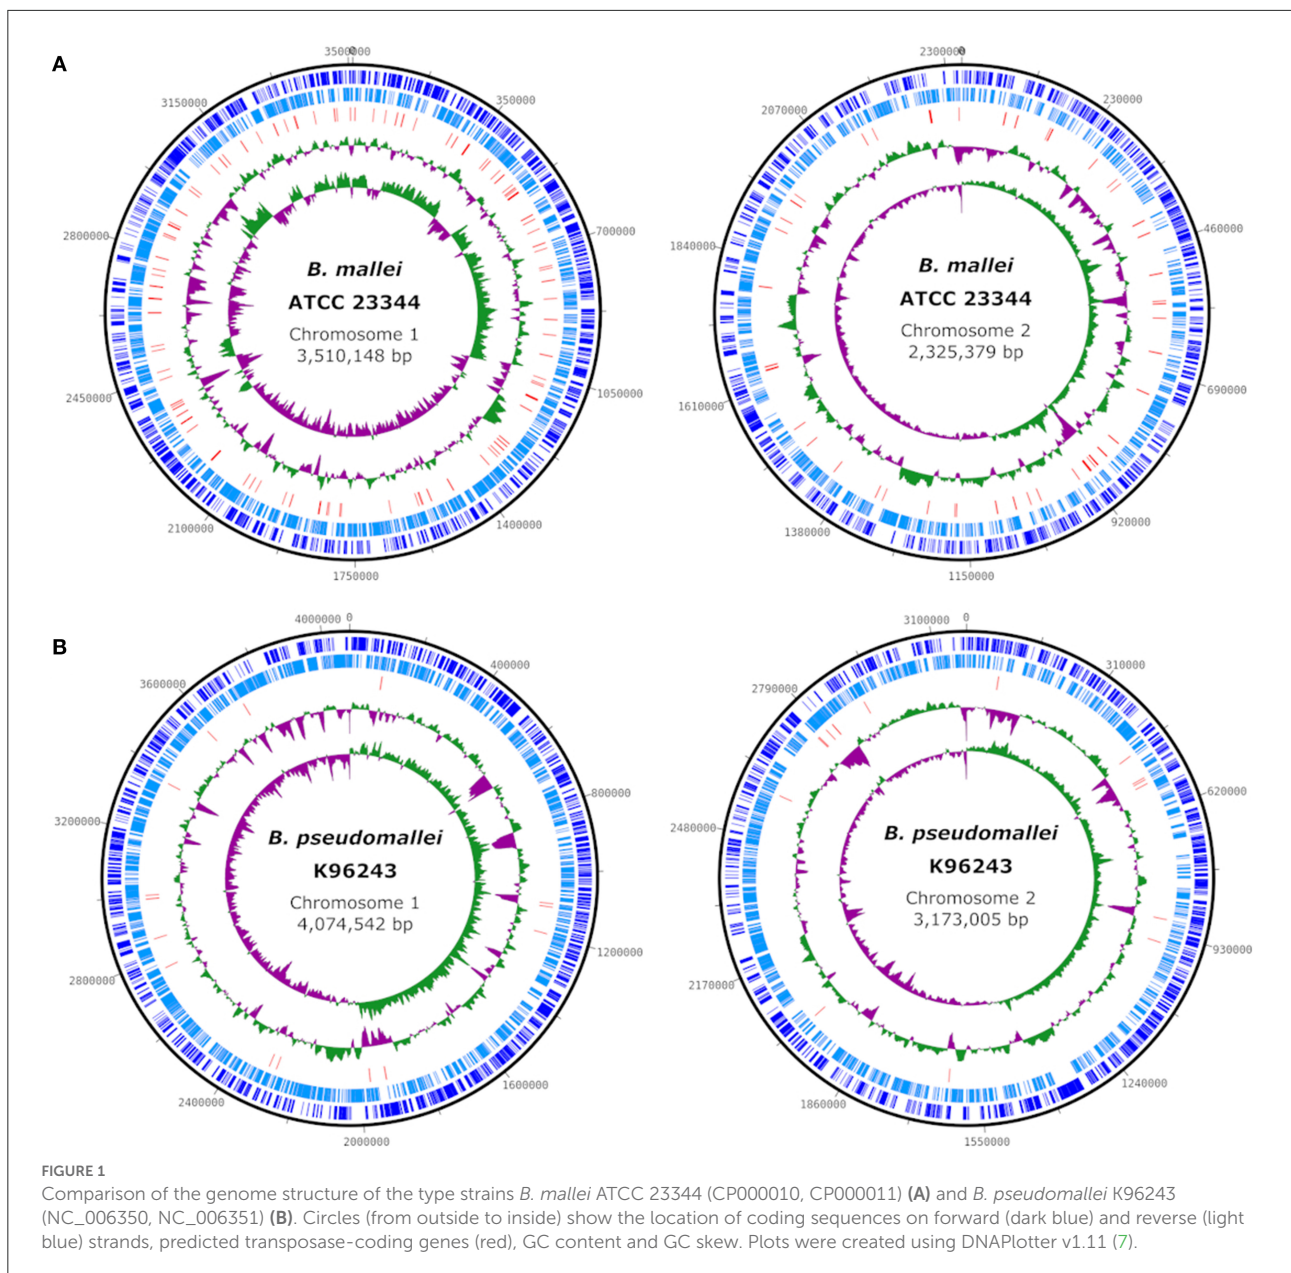 A
3500000
0
350000
700000
1050000
1400000
1750000
2100000
2450000
2800000
3150000
B. mallei
ATCC 23344
Chromosome 1
3,510,148 bp
2300000
0
230000
460000
690000
920000
1150000
1380000
1610000
1840000
2070000
B. mallei
ATCC 23344
Chromosome 2
2,325,379 bp
B
4000000
0
400000
800000
1200000
1600000
2000000
2400000
2800000
3200000
3600000
B. pseudomallei
K96243
Chromosome 1
4,074,542 bp
3100000
0
310000
620000
930000
1240000
1550000
1860000
2170000
2480000
2790000
B. pseudomallei
K96243
Chromosome 2
3,173,005 bp
FIGURE 1
Comparison of the genome structure of the type strains B. mallei ATCC 23344 (CP000010, CP000011) (A) and B. pseudomallei K96243
(NC_006350, NC_006351) (B). Circles (from outside to inside) show the location of coding sequences on forward (dark blue) and reverse (light
blue) strands, predicted transposase-coding genes (red), GC content and GC skew. Plots were created using DNAPlotter v1.11 (7).